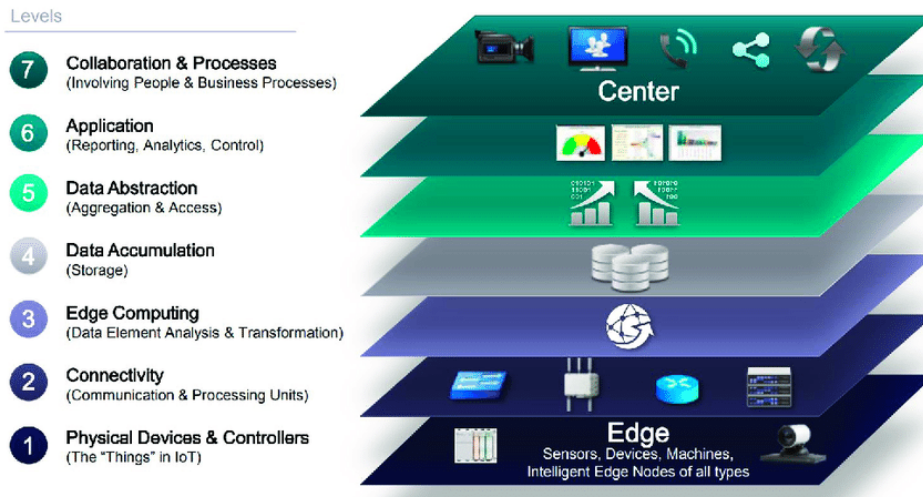 Levels
7
Collaboration & Processes
(Involving People & Business Processes)
6
Application
(Reporting, Analytics, Control)
5
Data Abstraction
(Aggregation & Access)
4
Data Accumulation
(Storage)
3
Edge Computing
(Data Element Analysis & Transformation)
2
Connectivity
(Communication & Processing Units)
1
Physical Devices & Controllers
(The "Things" in IoT)
Center
Edge
Sensors, Devices, Machines,
Intelligent Edge Nodes of all types